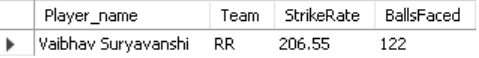 Player_name Team StrikeRate BallsFaced
Vaibhav Suryavanshi RR 206.55 122